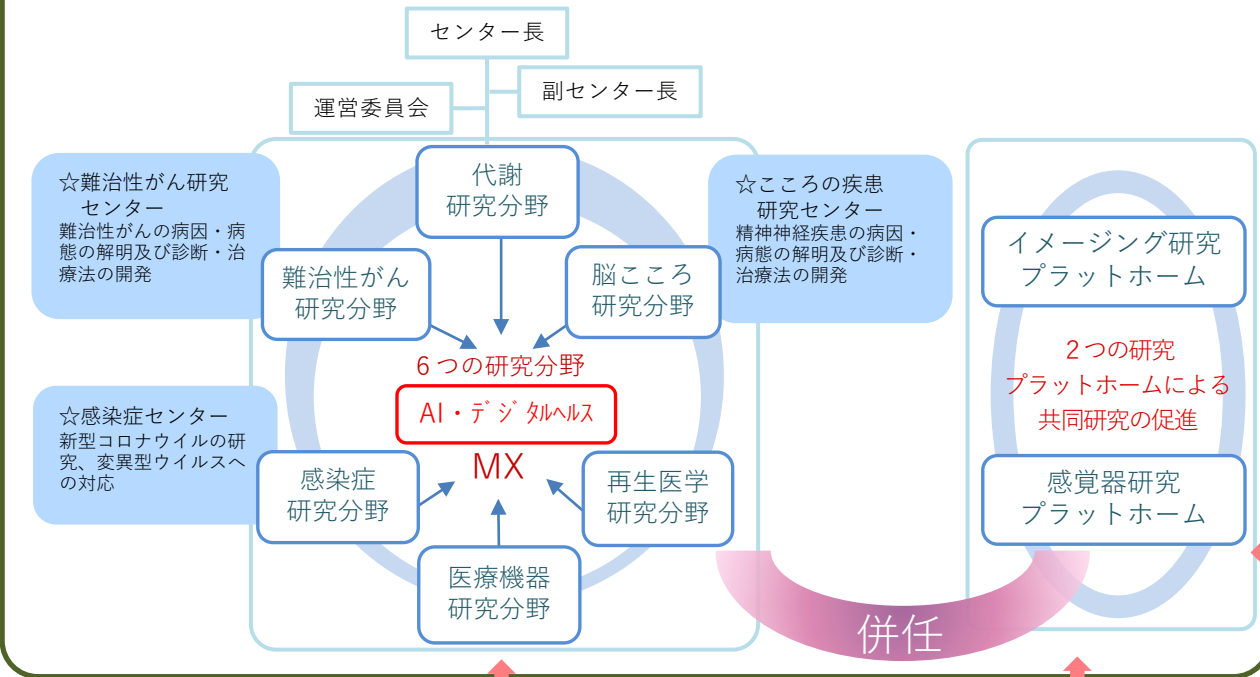 センター長
副センター長
運営委員会
☆難治性がん研究
センター
難治性がんの病因・病
態の解明及び診断・治
療法の開発
代謝
研究分野
☆こころの疾患
研究センター
精神神経疾患の病因・
病態の解明及び診断・
治療法の開発
難治性がん
研究分野
脳こころ
研究分野
6つの研究分野
AI・デジタルヘルス
MX
☆感染症センター
新型コロナウイルの研
究、変異型ウイルスへ
の対応
感染症
研究分野
再生医学
研究分野
医療機器
研究分野
イメージング研究
プラットホーム
2つの研究
プラットホームによる
共同研究の促進
感覚器研究
プラットホーム
併任